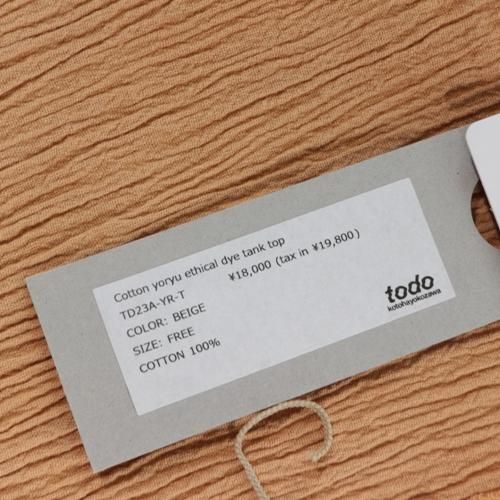 Cotton yoryu ethical dye tank top
TD23A-YR-T
¥18,000 (tax in ¥19,800)
COLOR: BEIGE
SIZE: FREE
COTTON 100%
todo
kotohayokozawa